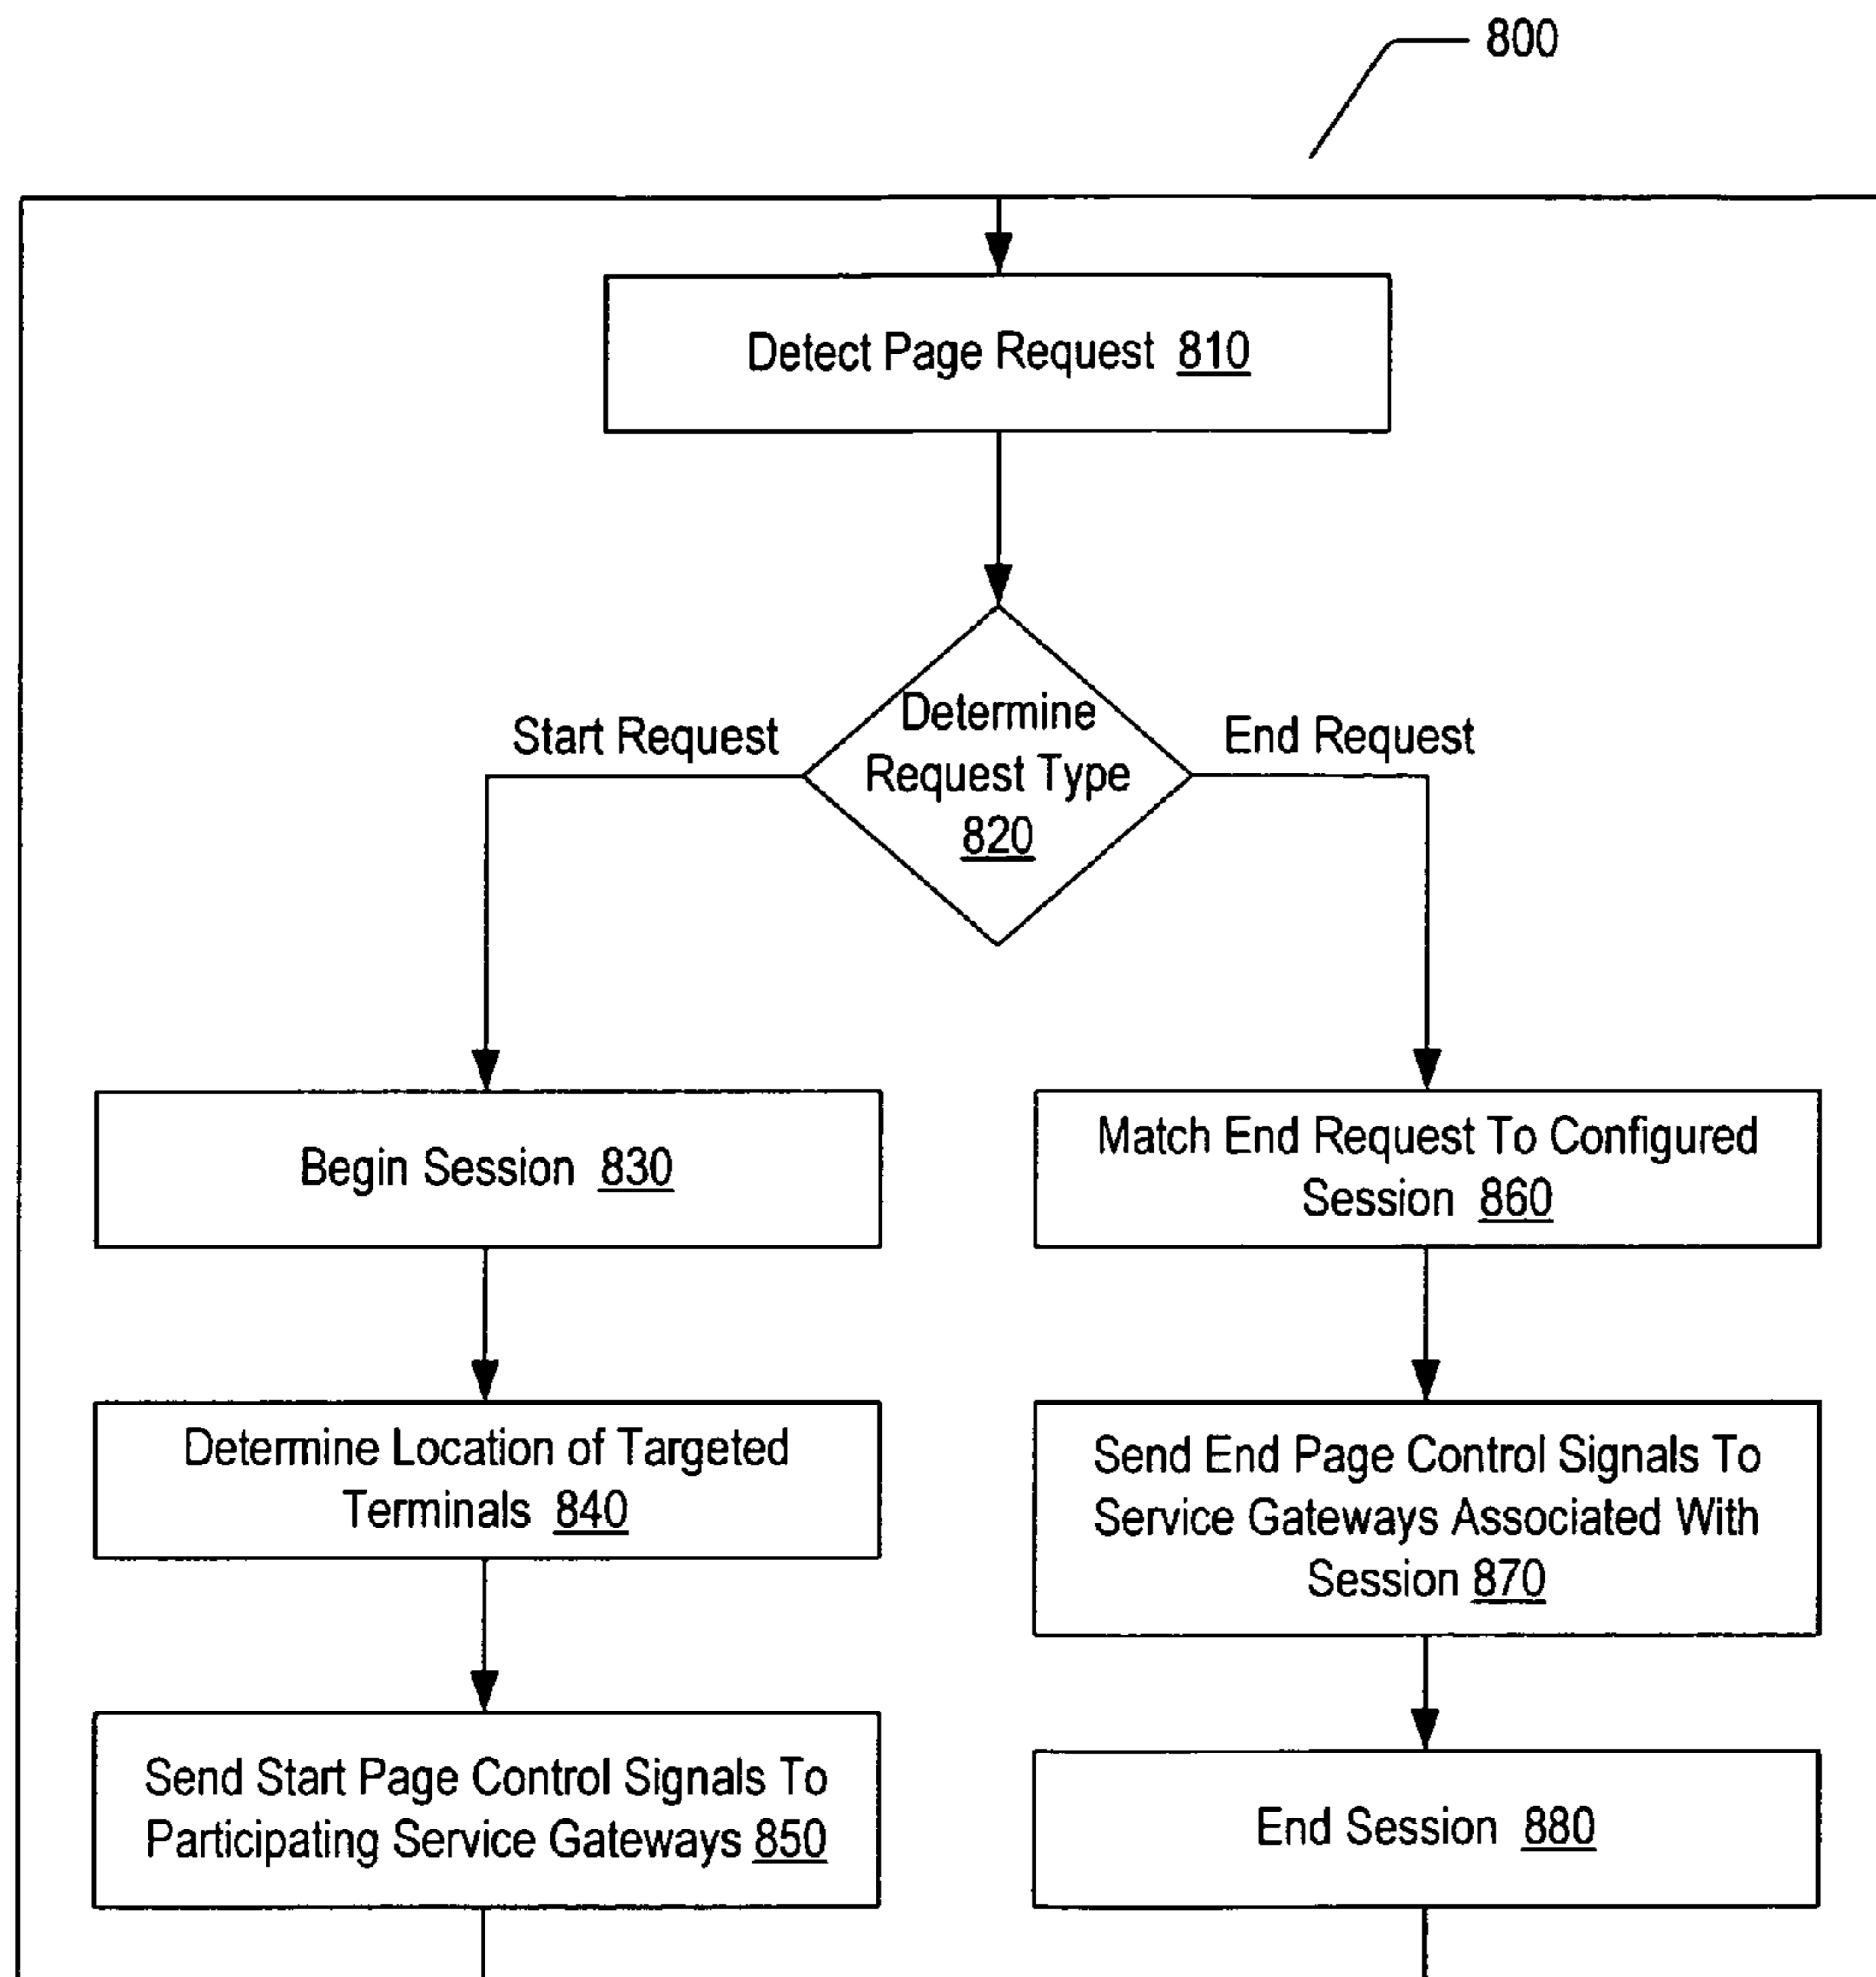 800
Detect Page Request 810
Determine
Request Type
820
Start Request
End Request
Begin Session 830
Determine Location of Targeted
Terminals 840
Send Start Page Control Signals To
Participating Service Gateways 850
Match End Request To Configured
Session 860
Send End Page Control Signals To
Service Gateways Associated With
Session 870
End Session 880